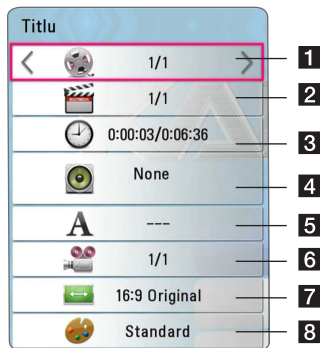 Titlu
1/1 1
1/1 2
0:00:03/0:06:36 3
None 4
A --- 5
1/1 6
16:9 Original 7
Standard 8